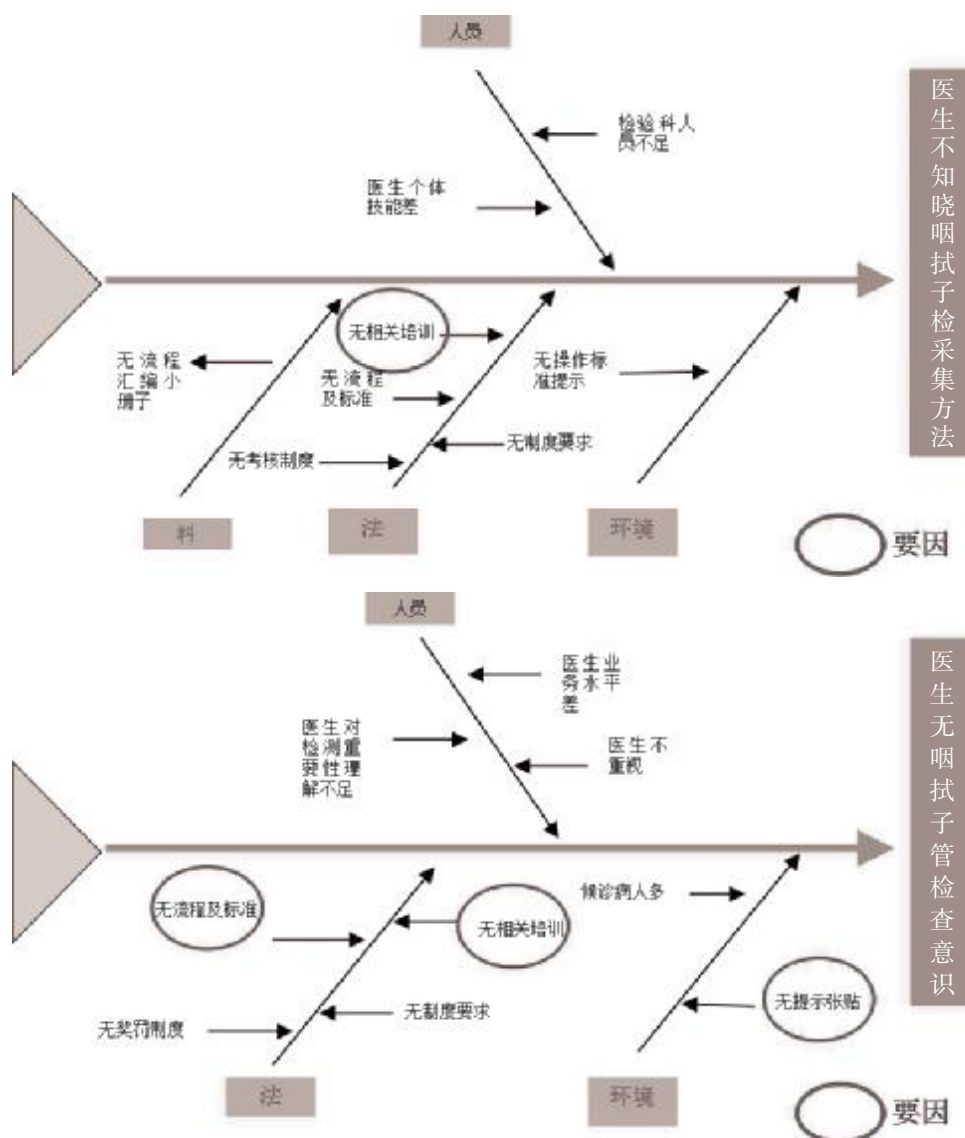 人员
检验科人
员不足
医生个体
技能差
医生不知晓咽拭子检采集方法
无相关培训
无流程
汇编小
册子
无流程
及标准
无操作标
准提示
无考核制度
无制度要求
料
法
环境
要因
人员
医生业
务水平
差
医生对
检测重
要性理
解不足
医生不
重视
医生无咽拭子管检查意识
无流程及标准
无相关培训
候诊病人多
无提示张贴
无奖罚制度
无制度要求
法
环境
要因